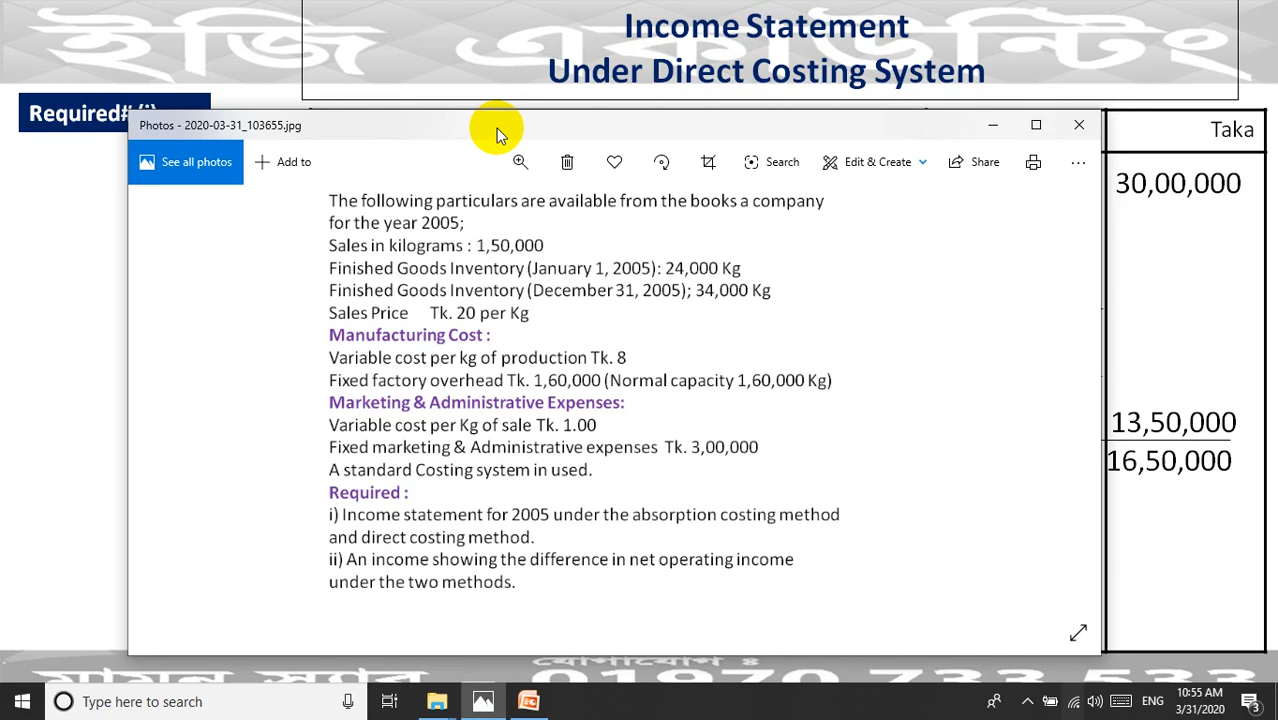 ইজি একাউন্টিং
Income Statement
Under Direct Costing System
Required# (i)
Taka
30,00,000
13,50,000
16,50,000
Photos - 2020-03-31_103655.jpg
See all photos
Add to
Search
Edit & Create
Share
The following particulars are available from the books a company
for the year 2005;
Sales in kilograms : 1,50,000
Finished Goods Inventory (January 1, 2005): 24,000 Kg
Finished Goods Inventory (December 31, 2005); 34,000 Kg
Sales Price Tk. 20 per Kg
Manufacturing Cost :
Variable cost per kg of production Tk. 8
Fixed factory overhead Tk. 1,60,000 (Normal capacity 1,60,000 Kg)
Marketing & Administrative Expenses:
Variable cost per Kg of sale Tk. 1.00
Fixed marketing & Administrative expenses Tk. 3,00,000
A standard Costing system in used.
Required :
i) Income statement for 2005 under the absorption costing method
and direct costing method.
ii) An income showing the difference in net operating income
under the two methods.
Type here to search
ENG
10:55 AM
3/31/2020
3